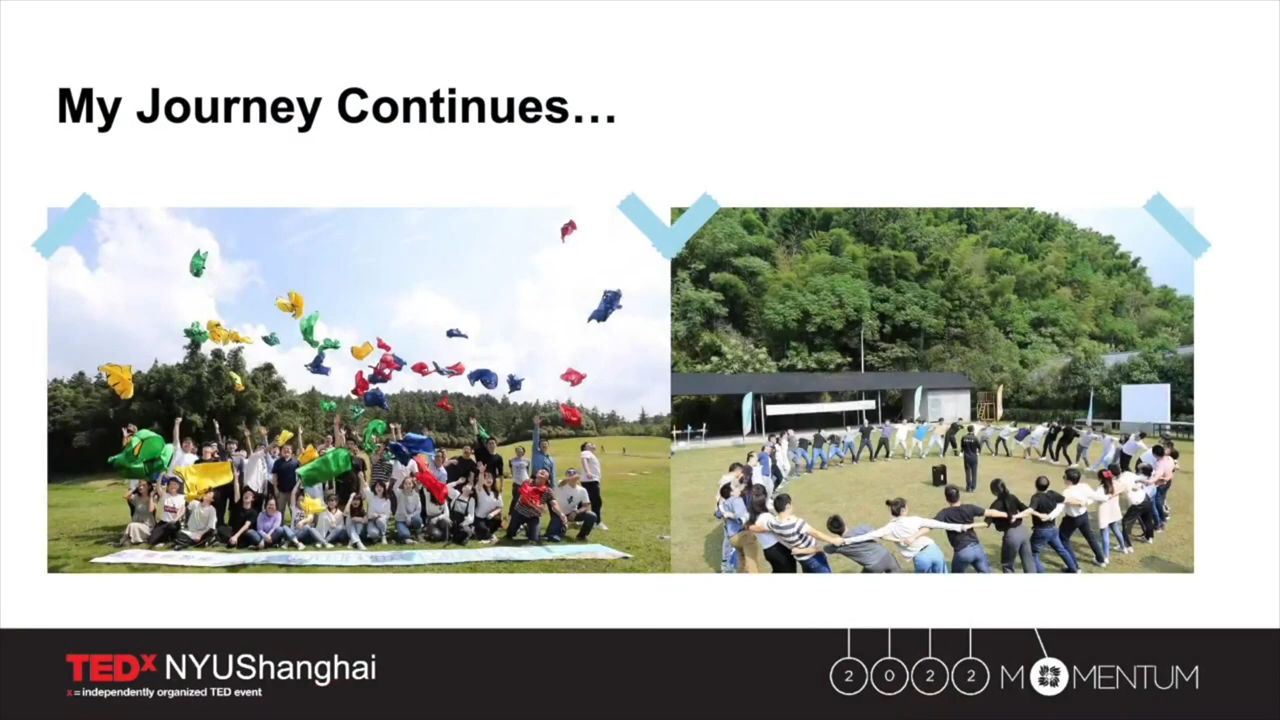 My Journey Continues…
TEDx NYUShanghai
x = independently organized TED event
2022 MOMENTUM